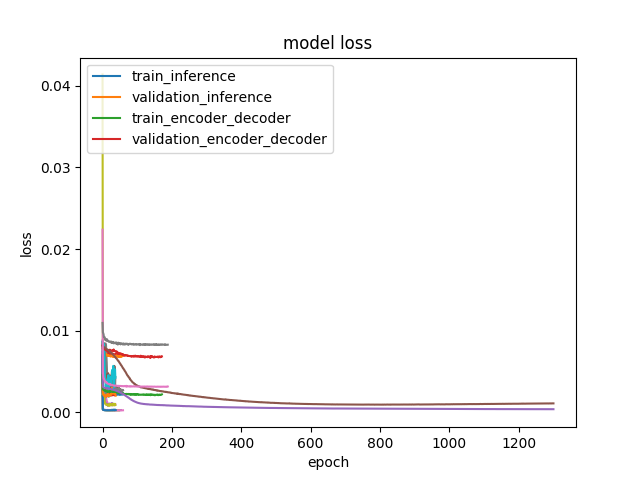 model loss
train_inference
validation_inference
train_encoder_decoder
validation_encoder_decoder
loss
0.04
0.03
0.02
0.01
0.00
0 200 400 600 800 1000 1200
epoch